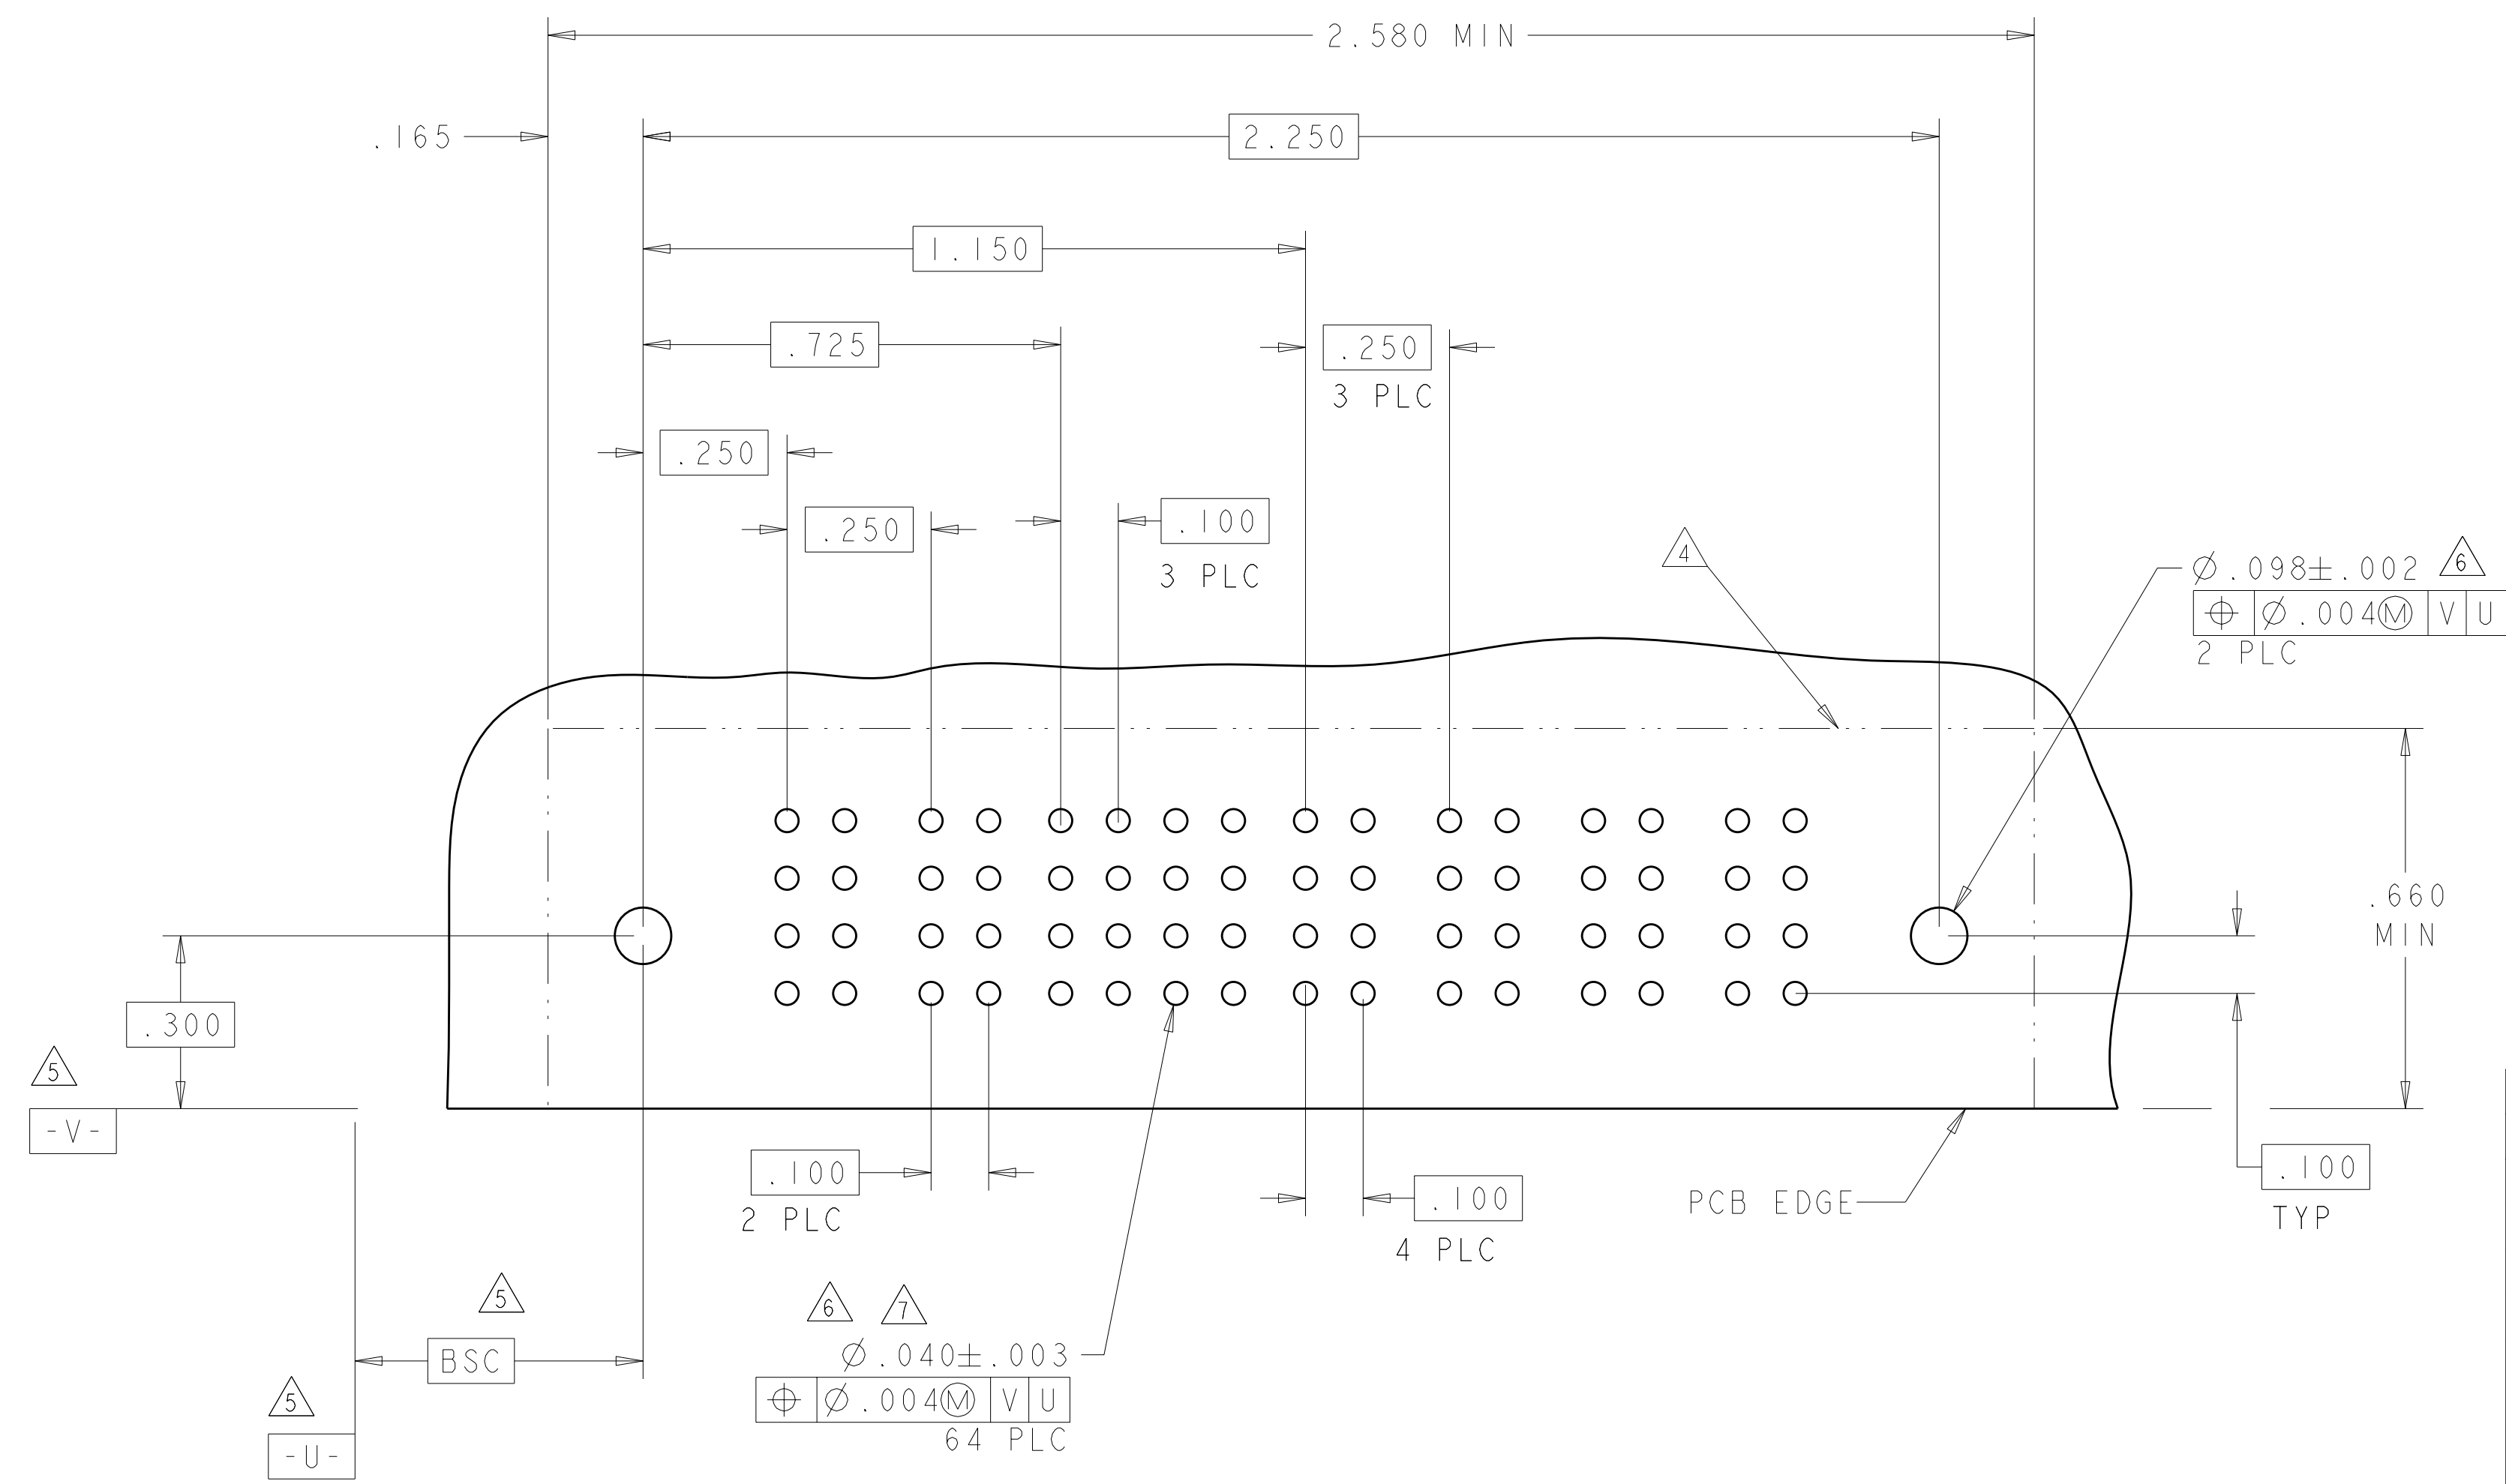 2.580 MIN
.165
2.250
1.150
.725
.250
3 PLC
.250
.250
.100
3 PLC
4
⌀.098±.002 6
⌖ ⌀.004Ⓜ V U
2 PLC
.660
MIN
.300
5
-V-
.100
2 PLC
.100
4 PLC
PCB EDGE
.100
TYP
5
BSC
6 7
⌀.040±.003
⌖ ⌀.004Ⓜ V U
64 PLC
5
-U-